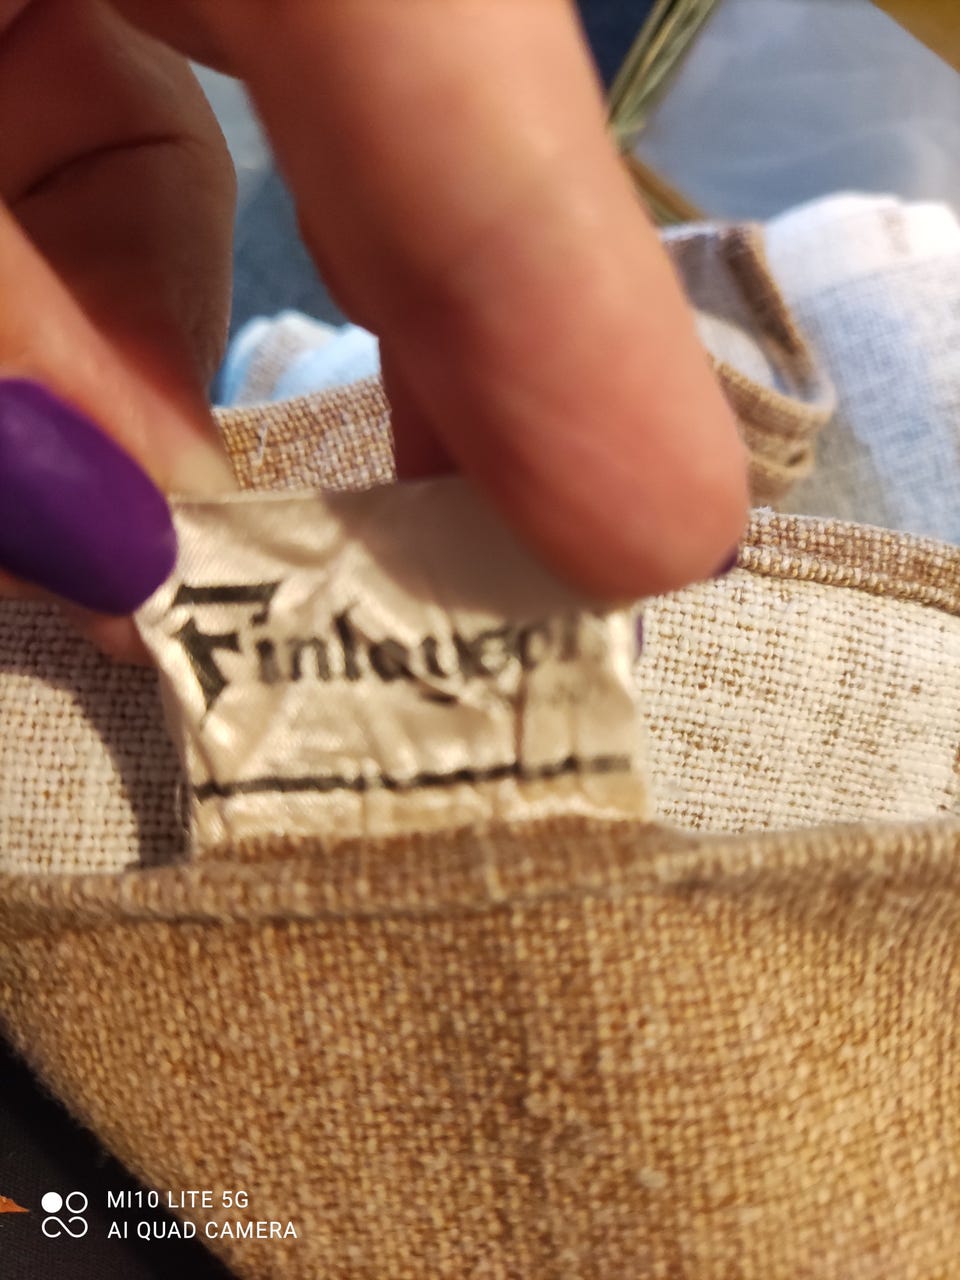 Finlayson
MI10 LITE 5G
AI QUAD CAMERA